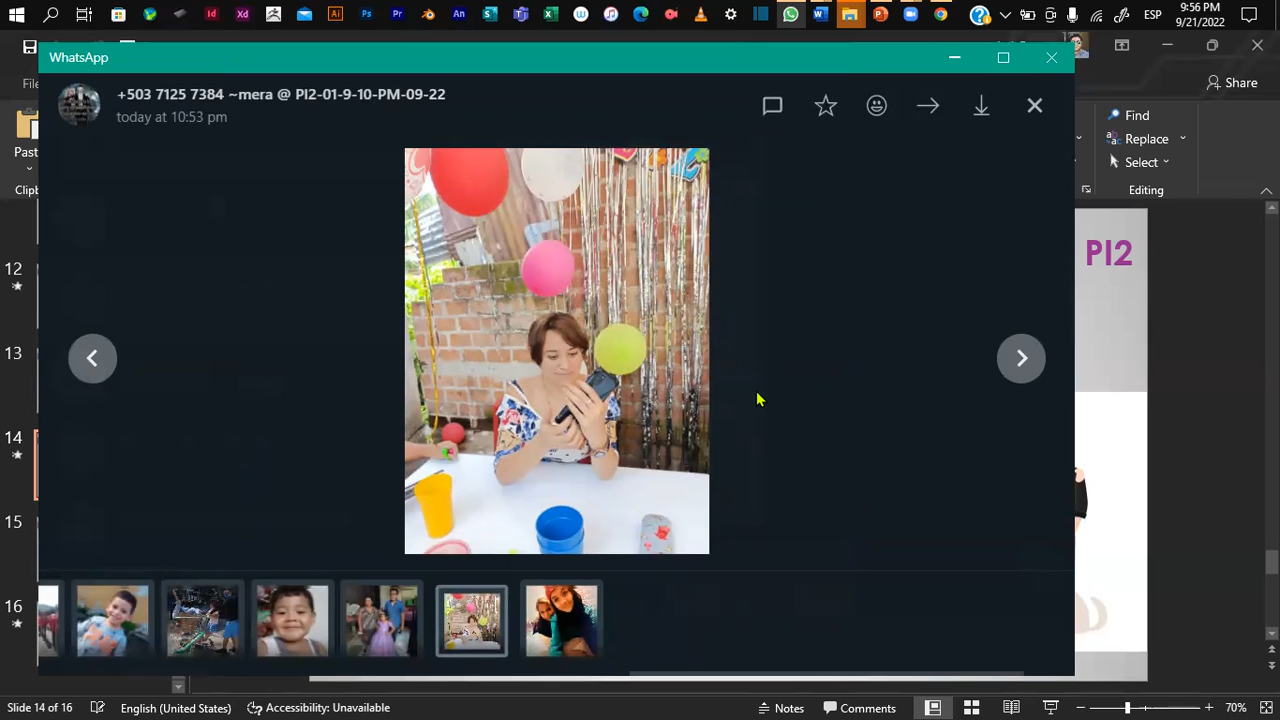 9:56 PM
ESP
9/21/2022
WhatsApp
Fil
Share
+503 7125 7384 ~mera @ PI2-01-9-10-PM-09-22
today at 10:53 pm
Find
Replace
Select
Past
Clipb
Editing
PI2
12
13
14
15
16
Slide 14 of 16
English (United States)
Accessibility: Unavailable
Notes
Comments
70%